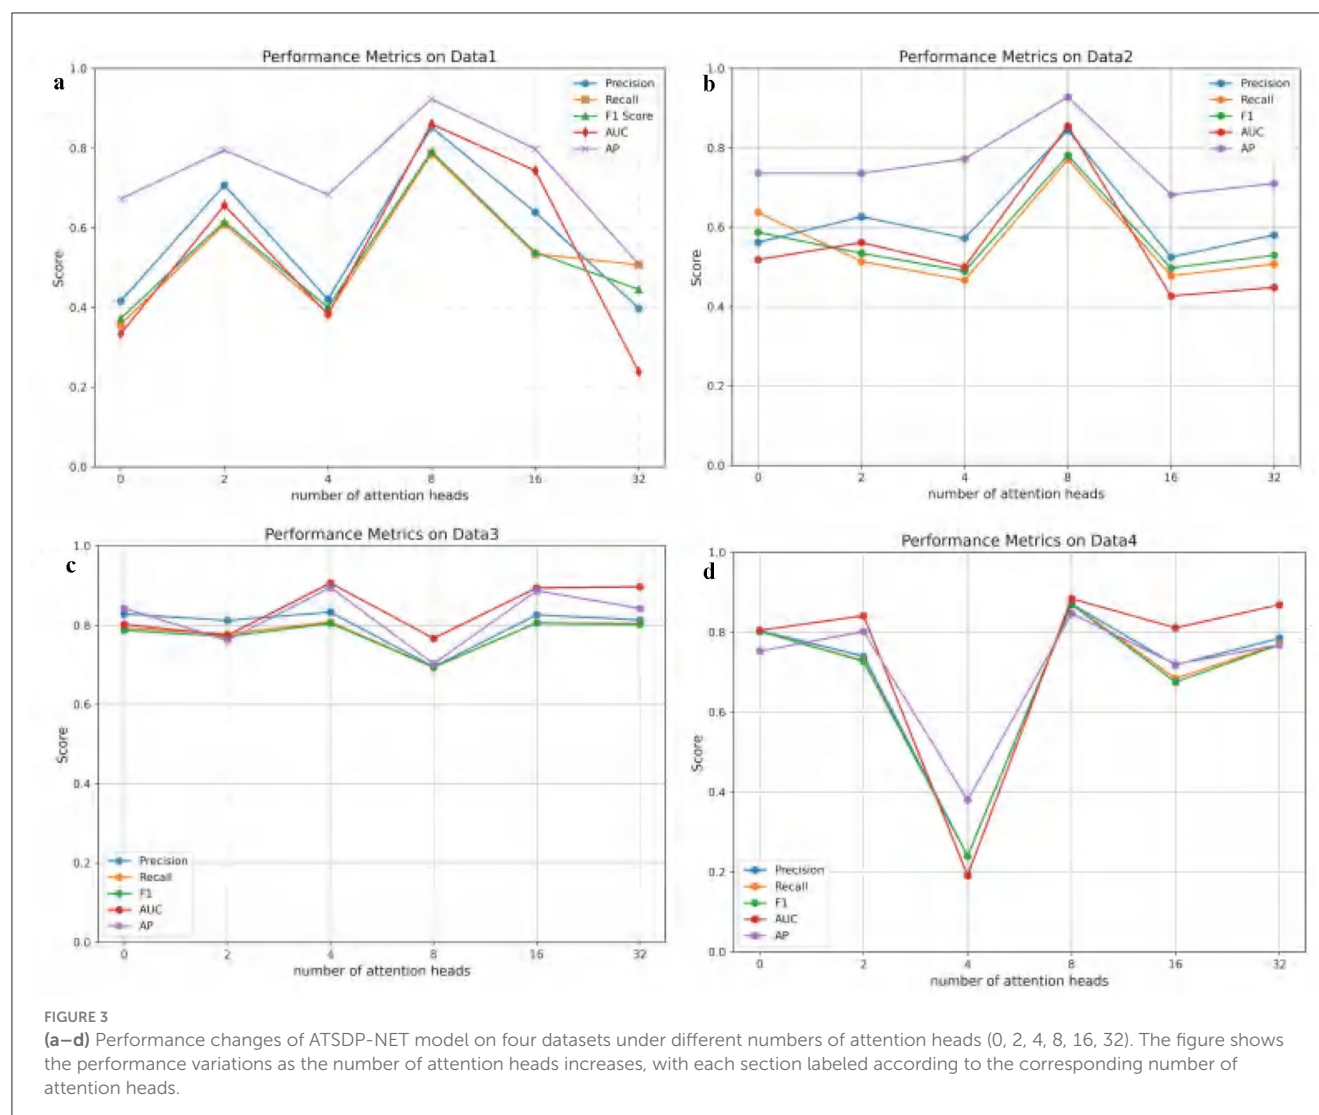 Performance Metrics on Data1
a
1.0
0.8
0.6
0.4
0.2
0.0
Score
Precision
Recall
F1 Score
AUC
AP
0 2 4 8 16 32
number of attention heads
Performance Metrics on Data2
b
1.0
0.8
0.6
0.4
0.2
0.0
Score
Precision
Recall
F1
AUC
AP
0 2 4 8 16 32
number of attention heads
Performance Metrics on Data3
c
1.0
0.8
0.6
0.4
0.2
0.0
Score
Precision
Recall
F1
AUC
AP
0 2 4 8 16 32
number of attention heads
Performance Metrics on Data4
d
1.0
0.8
0.6
0.4
0.2
0.0
Score
Precision
Recall
F1
AUC
AP
0 2 4 8 16 32
number of attention heads
FIGURE 3
(a–d) Performance changes of ATSDP-NET model on four datasets under different numbers of attention heads (0, 2, 4, 8, 16, 32). The figure shows
the performance variations as the number of attention heads increases, with each section labeled according to the corresponding number of
attention heads.